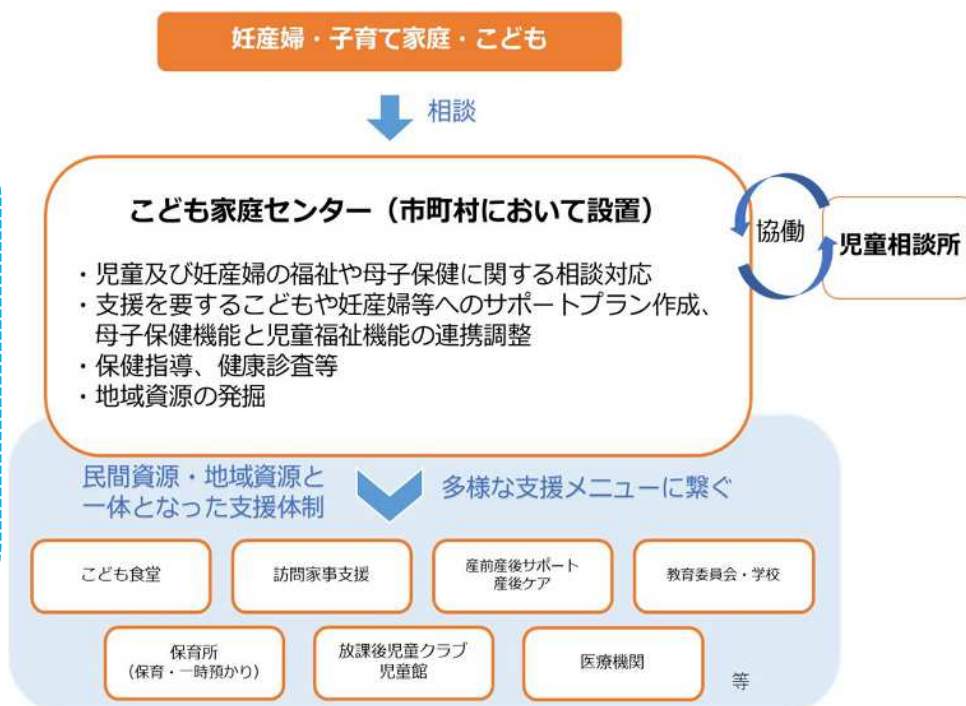 妊産婦・子育て家庭・こども
相談
こども家庭センター（市町村において設置）
・児童及び妊産婦の福祉や母子保健に関する相談対応
・支援を要するこどもや妊産婦等へのサポートプラン作成、
母子保健機能と児童福祉機能の連携調整
・保健指導、健康診査等
・地域資源の発掘
協働
児童相談所
民間資源・地域資源と
一体となった支援体制
多様な支援メニューに繋ぐ
こども食堂
訪問家事支援
産前産後サポート
産後ケア
教育委員会・学校
保育所
（保育・一時預かり）
放課後児童クラブ
児童館
医療機関
等